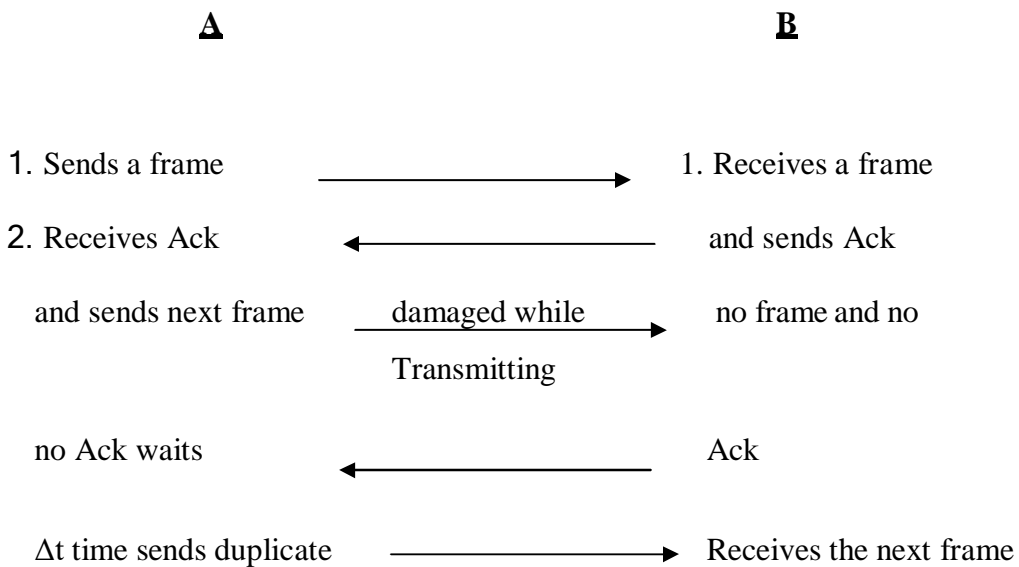 A B
1. Sends a frame 1. Receives a frame
2. Receives Ack and sends Ack
and sends next frame damaged while no frame and no
Transmitting
no Ack waits Ack
Δt time sends duplicate Receives the next frame